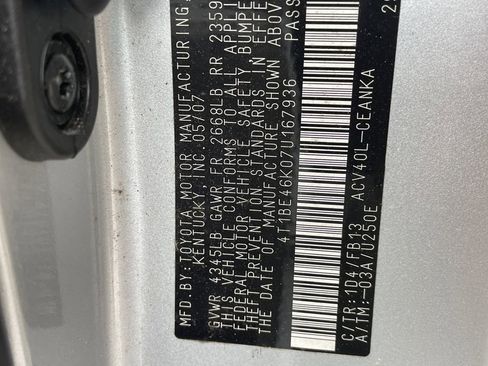 MFD. BY: TOYOTA MOTOR MANUFACTURING,
KENTUCKY, INC. 05/07
GVWR 4345LB GAWR FR 2668LB RR 2359
THIS VEHICLE CONFORMS TO ALL APPLI
FEDERAL MOTOR VEHICLE SAFETY BUMPE
THEFT PREVENTION STANDARDS IN EFFE
THE DATE OF MANUFACTURE SHOWN ABOV
4T1BE46K07U167936 PASS
C/TR: 1D4/FB13 ACV40L-CEANKA
A/TM:-03A/U250E